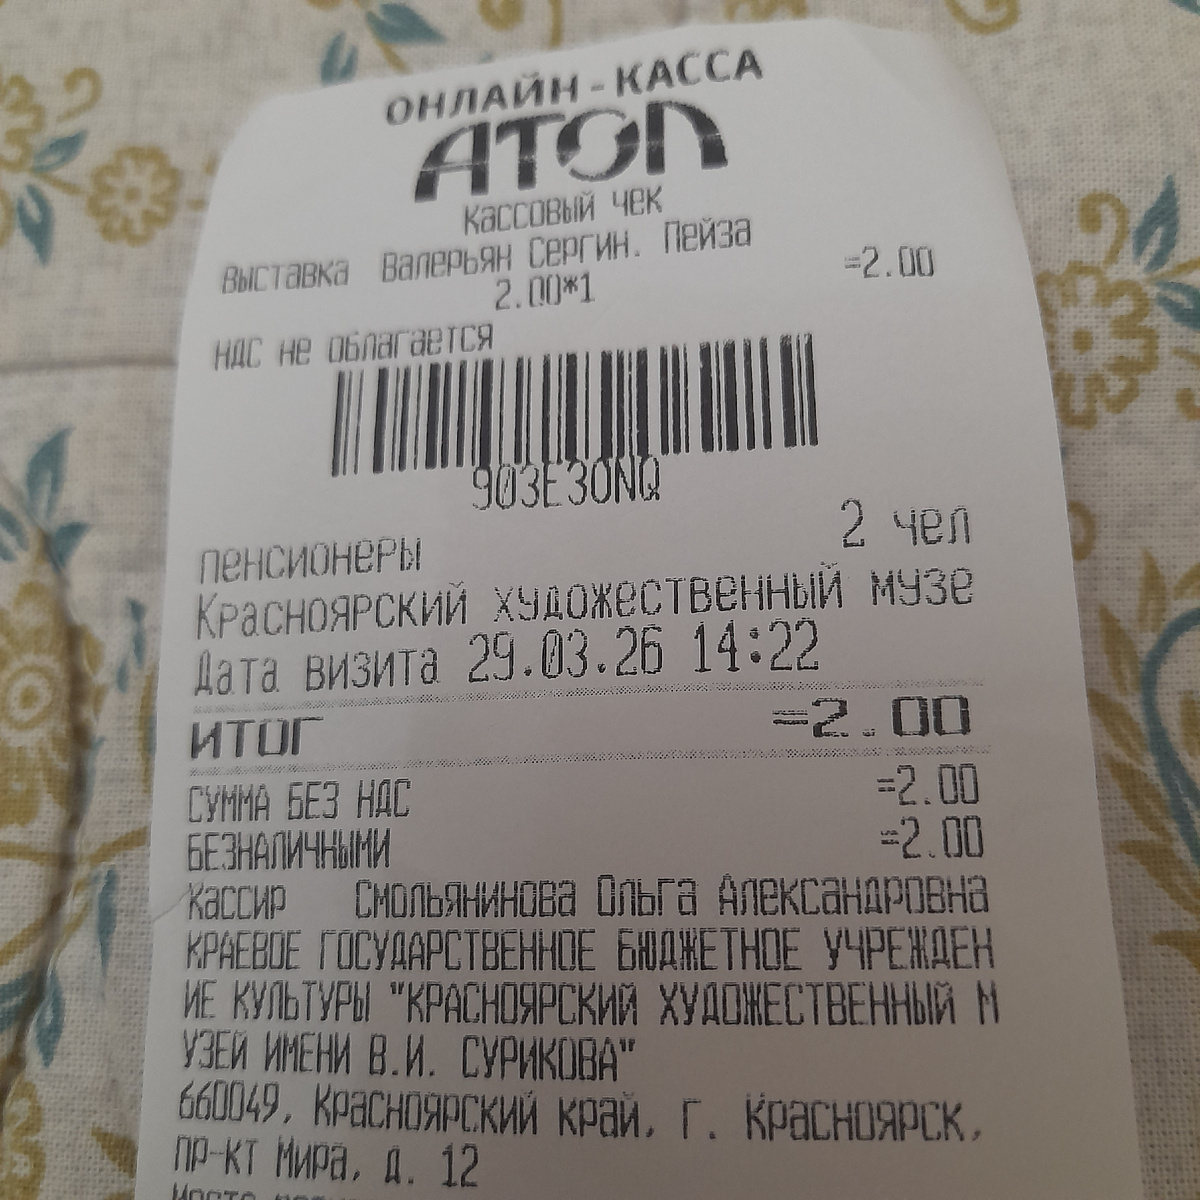 ОНЛАЙН-КАССА
АТОЛ
КАССОВЫЙ ЧЕК
Выставка Валерьян Сергин. Пейза
2.00*1 =2.00
НДС не облагается
903E30NQ
пенсионеры 2 чел
Красноярский художественный музе
Дата визита 29.03.26 14:22
ИТОГ =2.00
СУММА БЕЗ НДС =2.00
БЕЗНАЛИЧНЫМИ =2.00
Кассир Смольянинова Ольга Александровна
КРАЕВОЕ ГОСУДАРСТВЕННОЕ БЮДЖЕТНОЕ УЧРЕЖДЕН
ИЕ КУЛЬТУРЫ "КРАСНОЯРСКИЙ ХУДОЖЕСТВЕННЫЙ М
УЗЕЙ ИМЕНИ В.И. СУРИКОВА"
660049, Красноярский край, г. Красноярск,
пр-кт Мира, д. 12